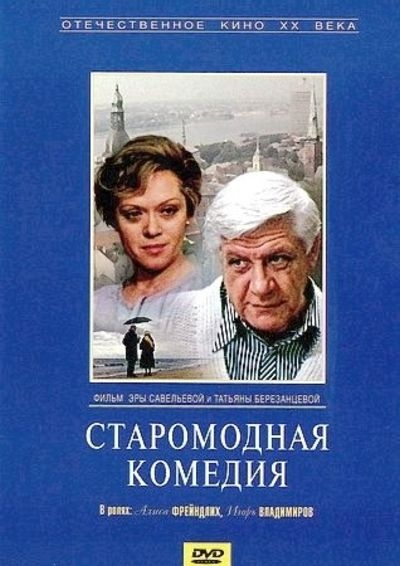 ОТЕЧЕСТВЕННОЕ КИНО XX ВЕКА
ФИЛЬМ ЭРЫ САВЕЛЬЕВОЙ и ТАТЬЯНЫ БЕРЕЗАНЦЕВОЙ
СТАРОМОДНАЯ
КОМЕДИЯ
В ролях: Алиса ФРЕЙНДЛИХ, Игорь ВЛАДИМИРОВ
DVD